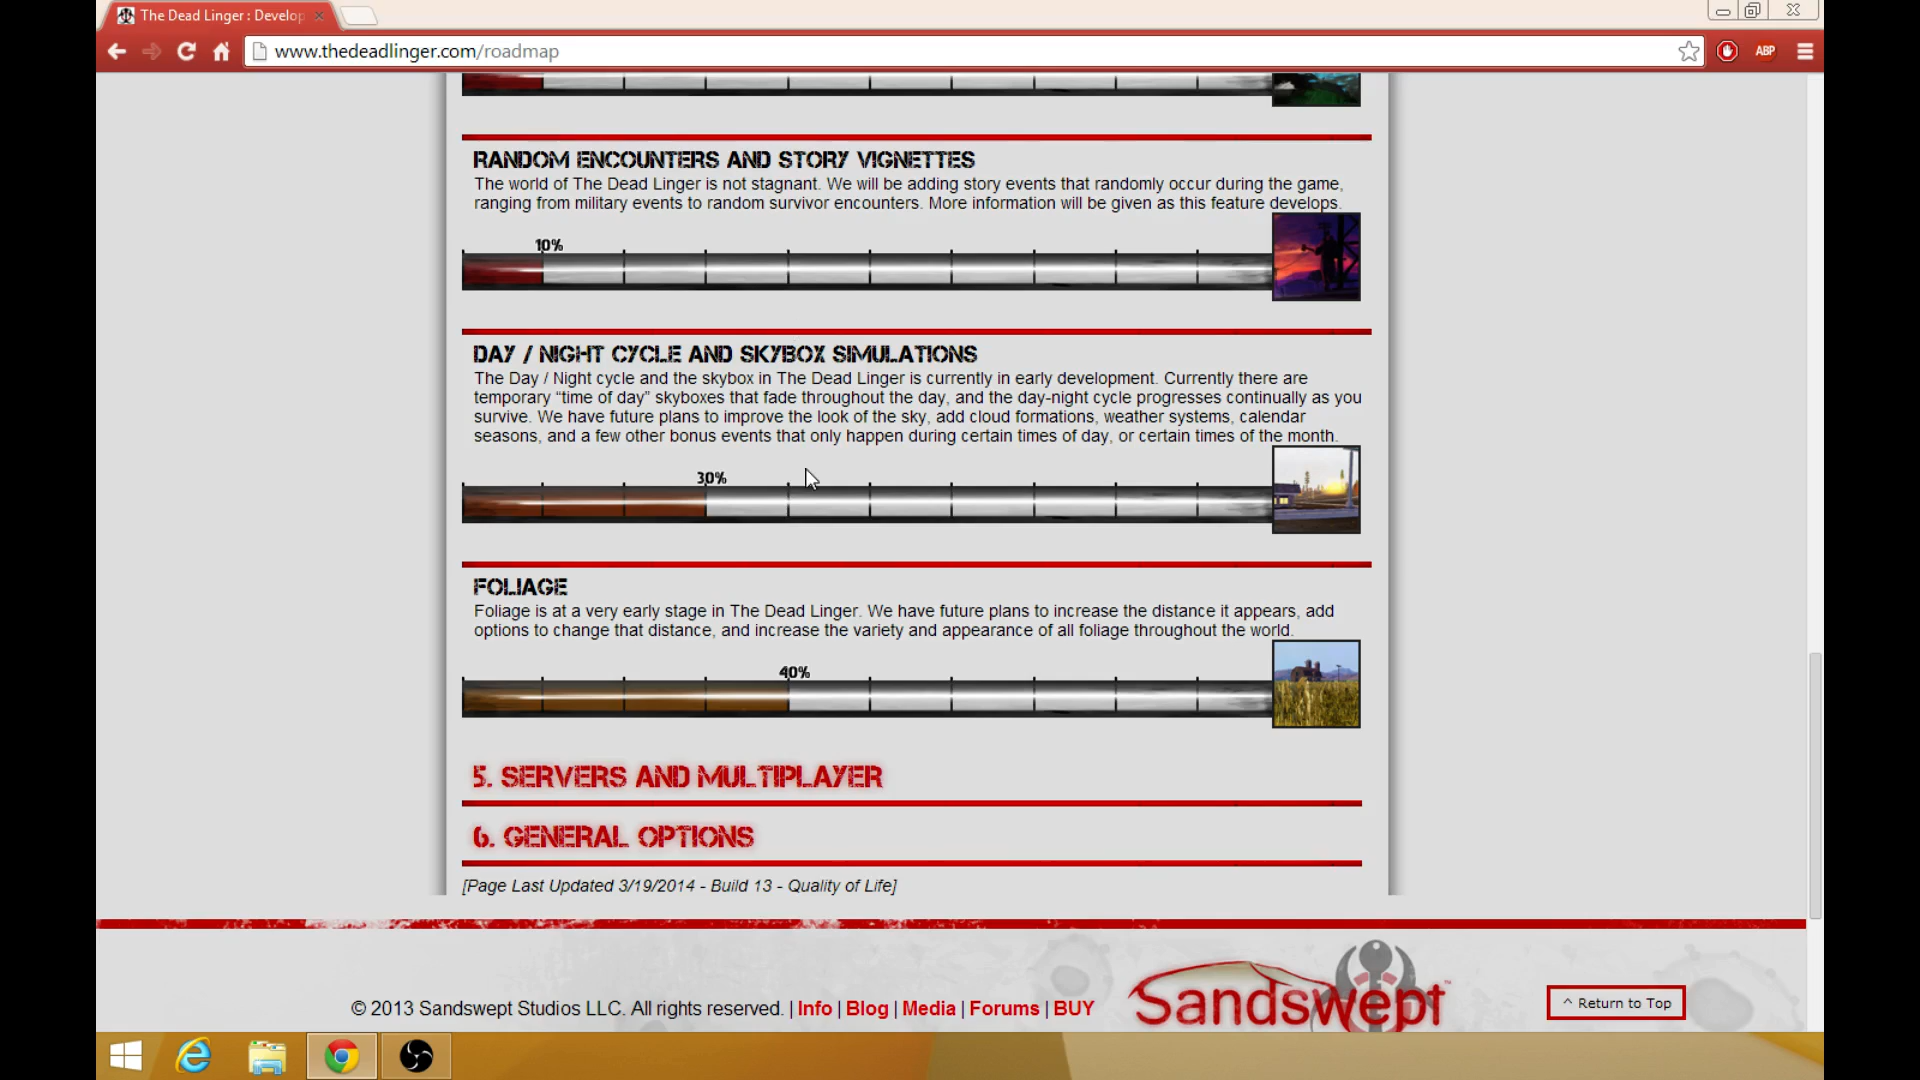 The Dead Linger : Develop
www.thedeadlinger.com/roadmap
ABP
RANDOM ENCOUNTERS AND STORY VIGNETTES
The world of The Dead Linger is not stagnant. We will be adding story events that randomly occur during the game,
ranging from military events to random survivor encounters. More information will be given as this feature develops.
10%
DAY / NIGHT CYCLE AND SKYBOX SIMULATIONS
The Day / Night cycle and the skybox in The Dead Linger is currently in early development. Currently there are
temporary “time of day” skyboxes that fade throughout the day, and the day-night cycle progresses continually as you
survive. We have future plans to improve the look of the sky, add cloud formations, weather systems, calendar
seasons, and a few other bonus events that only happen during certain times of day, or certain times of the month.
30%
FOLIAGE
Foliage is at a very early stage in The Dead Linger. We have future plans to increase the distance it appears, add
options to change that distance, and increase the variety and appearance of all foliage throughout the world.
40%
5. SERVERS AND MULTIPLAYER
6. GENERAL OPTIONS
[Page Last Updated 3/19/2014 - Build 13 - Quality of Life]
© 2013 Sandswept Studios LLC. All rights reserved. | Info | Blog | Media | Forums | BUY
Sandswept™
^ Return to Top